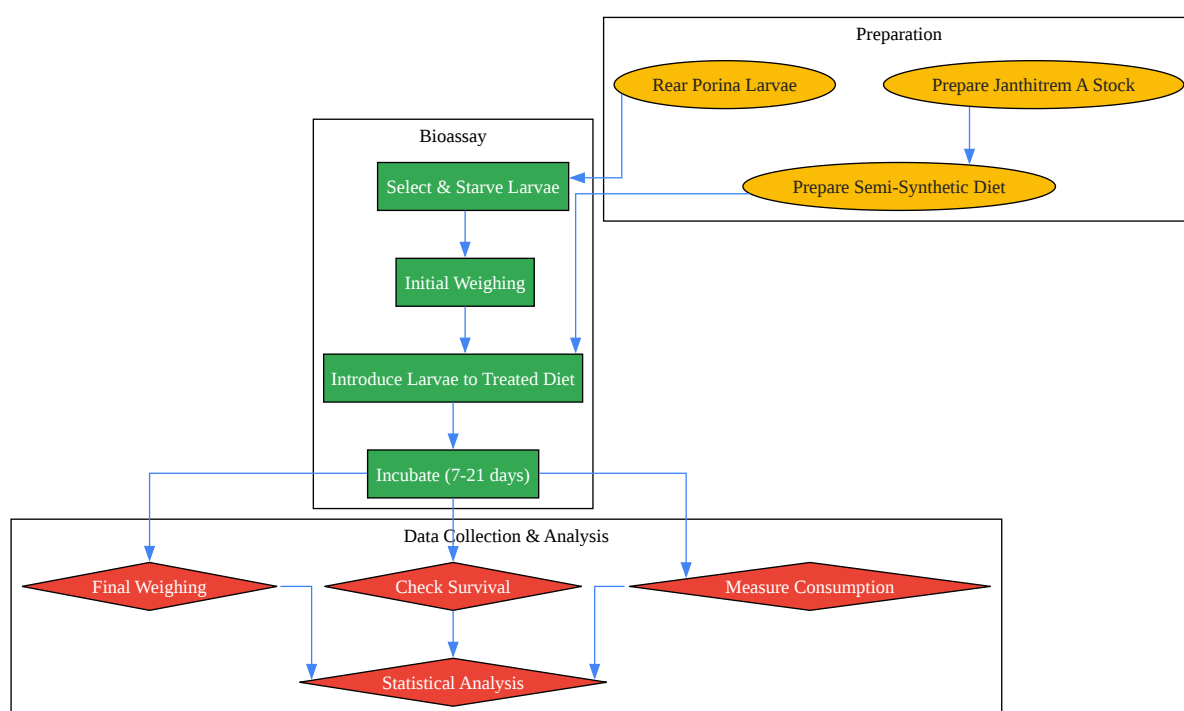 Preparation
Rear Porina Larvae
Prepare Janthitrem A Stock
Prepare Semi-Synthetic Diet
Bioassay
Select & Starve Larvae
Initial Weighing
Introduce Larvae to Treated Diet
Incubate (7-21 days)
Data Collection & Analysis
Final Weighing
Check Survival
Measure Consumption
Statistical Analysis